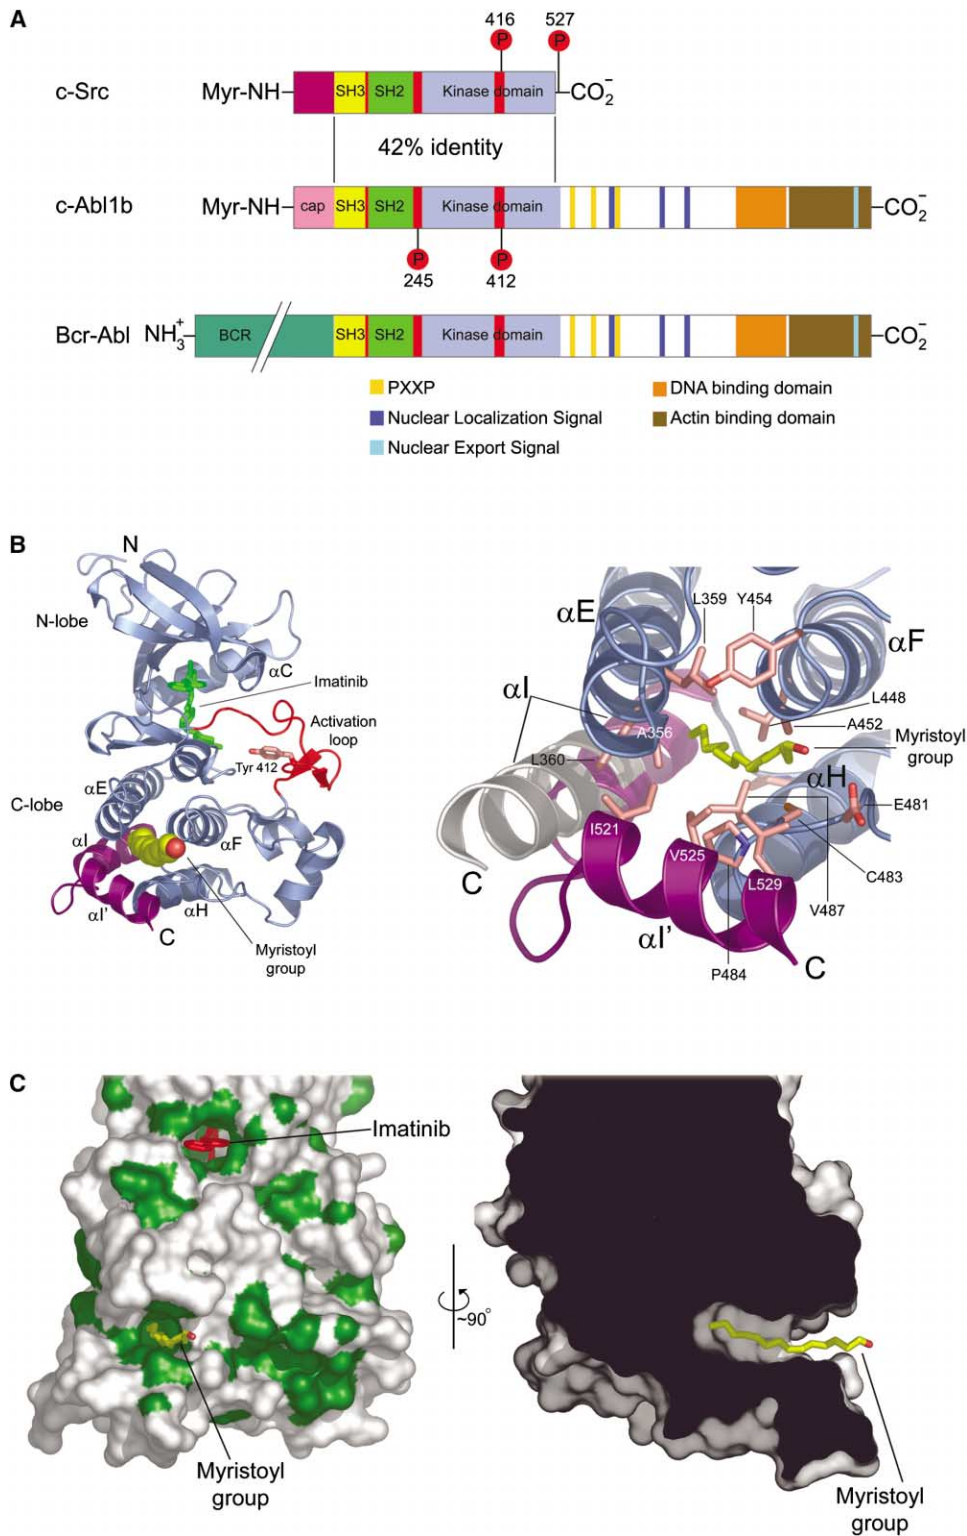 A
416 527
P P
c-Src Myr-NH SH3 SH2 Kinase domain CO₂⁻
42% identity
c-Abl1b Myr-NH cap SH3 SH2 Kinase domain CO₂⁻
P P
245 412
Bcr-Abl NH₃⁺ BCR SH3 SH2 Kinase domain CO₂⁻
PXXP
Nuclear Localization Signal
Nuclear Export Signal
DNA binding domain
Actin binding domain
B
N
N-lobe
αC
Imatinib
Activation
loop
Tyr 412
αE
C-lobe
αI
αF
αI'
αH
C
Myristoyl
group
αE
L359
Y454
αF
αI
L448
A452
A356
Myristoyl
group
L360
αH
E481
I521
V525
C
C483
L529
V487
αI'
C
P484
C
Imatinib
~90°
Myristoyl
group
Myristoyl
group